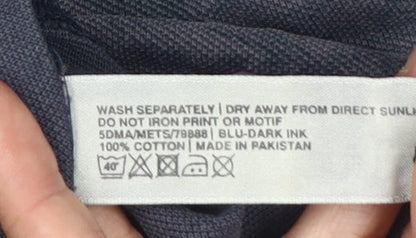 WASH SEPARATELY | DRY AWAY FROM DIRECT SUNLI
DO NOT IRON PRINT OR MOTIF
5DMA/METS/79888 | BLU-DARK INK
100% COTTON | MADE IN PAKISTAN
40°